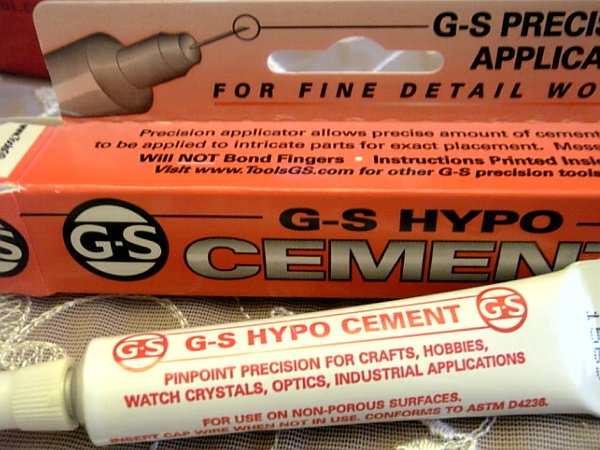 G-S PRECIS
APPLICA
FOR FINE DETAIL WO
Precision applicator allows precise amount of cement
to be applied to intricate parts for exact placement. Mess
Will NOT Bond Fingers • Instructions Printed Insi
Visit www.ToolsGS.com for other G-S precision tools
G-S HYPO
G-S
CEMENT
G-S
G-S HYPO CEMENT
G-S
PINPOINT PRECISION FOR CRAFTS, HOBBIES,
WATCH CRYSTALS, OPTICS, INDUSTRIAL APPLICATIONS
FOR USE ON NON-POROUS SURFACES.
INSERT CAP WIRE WHEN NOT IN USE. CONFORMS TO ASTM D4236.